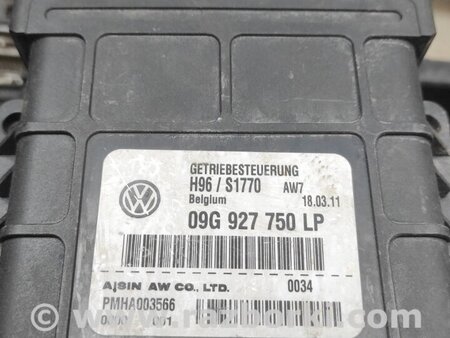 GETRIEBESTEUERUNG
H96 / S1770 AW7
Belgium 18.03.11
09G 927 750 LP
AISIN AW CO., LTD. 0034
PMHA003566